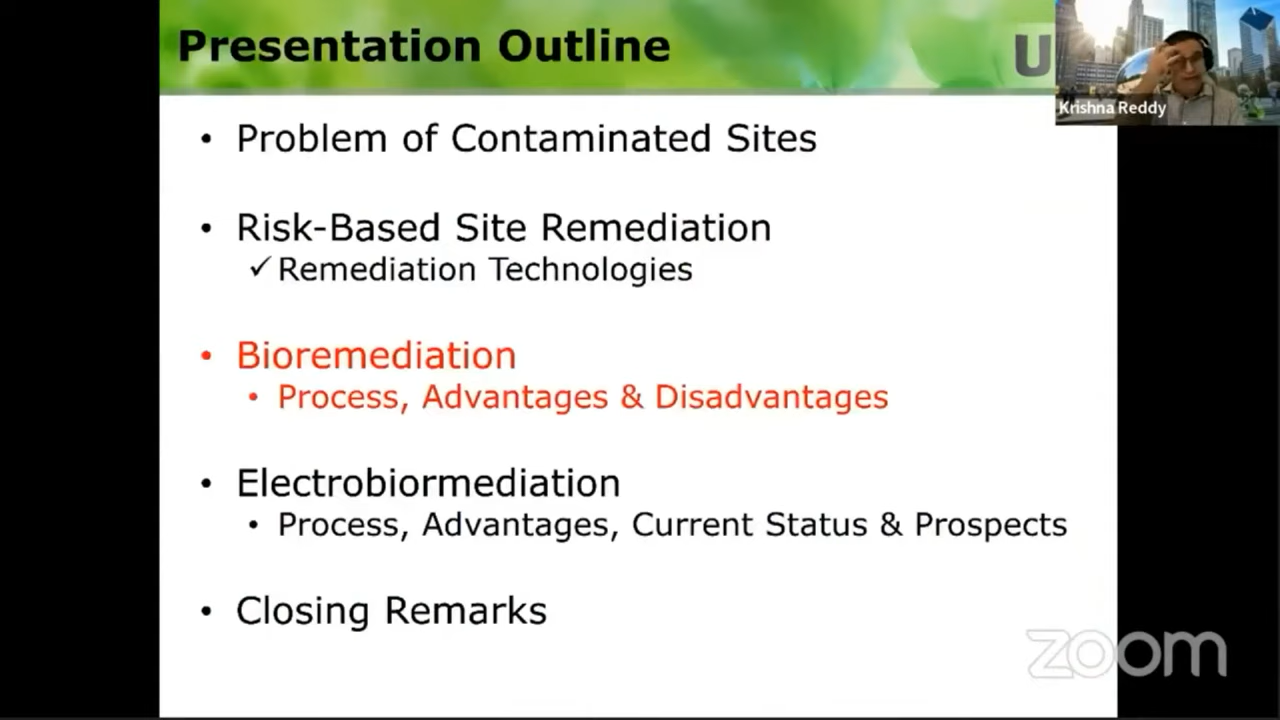 Presentation Outline
U
Krishna Reddy
• Problem of Contaminated Sites
• Risk-Based Site Remediation
✓ Remediation Technologies
• Bioremediation
• Process, Advantages & Disadvantages
• Electrobiormediation
• Process, Advantages, Current Status & Prospects
• Closing Remarks
zoom